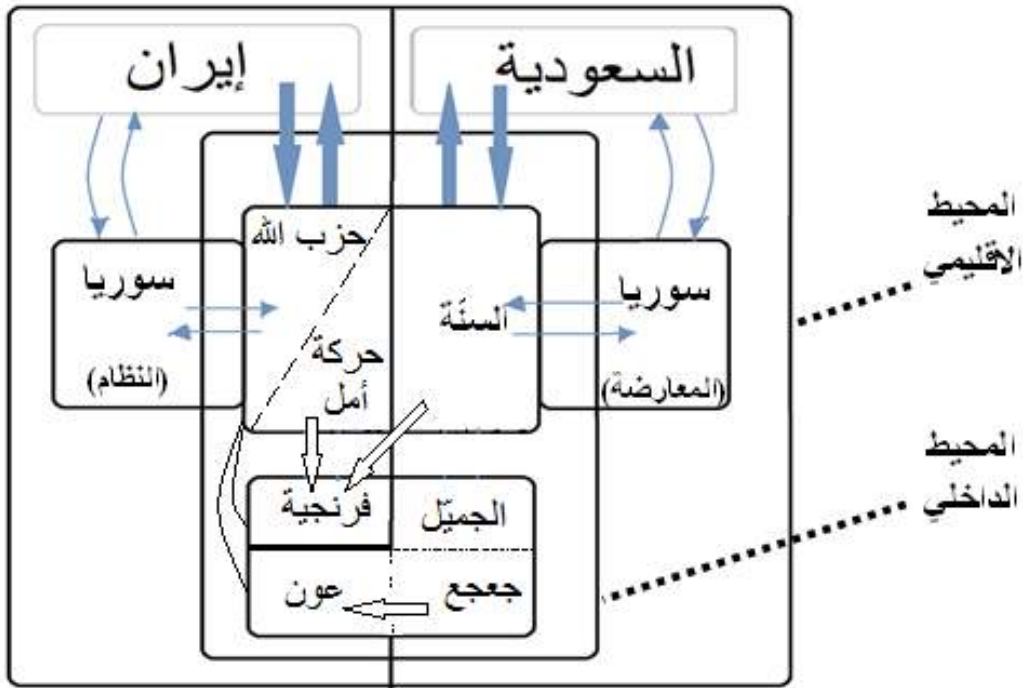 السعودية
إيران
المحيط
الاقليمي
حزب الله
سوريا
(المعارضة)
السنّة
سوريا
(النظام)
حركة
أمل
المحيط
الداخلي
الجميّل
فرنجية
جعجع
عون